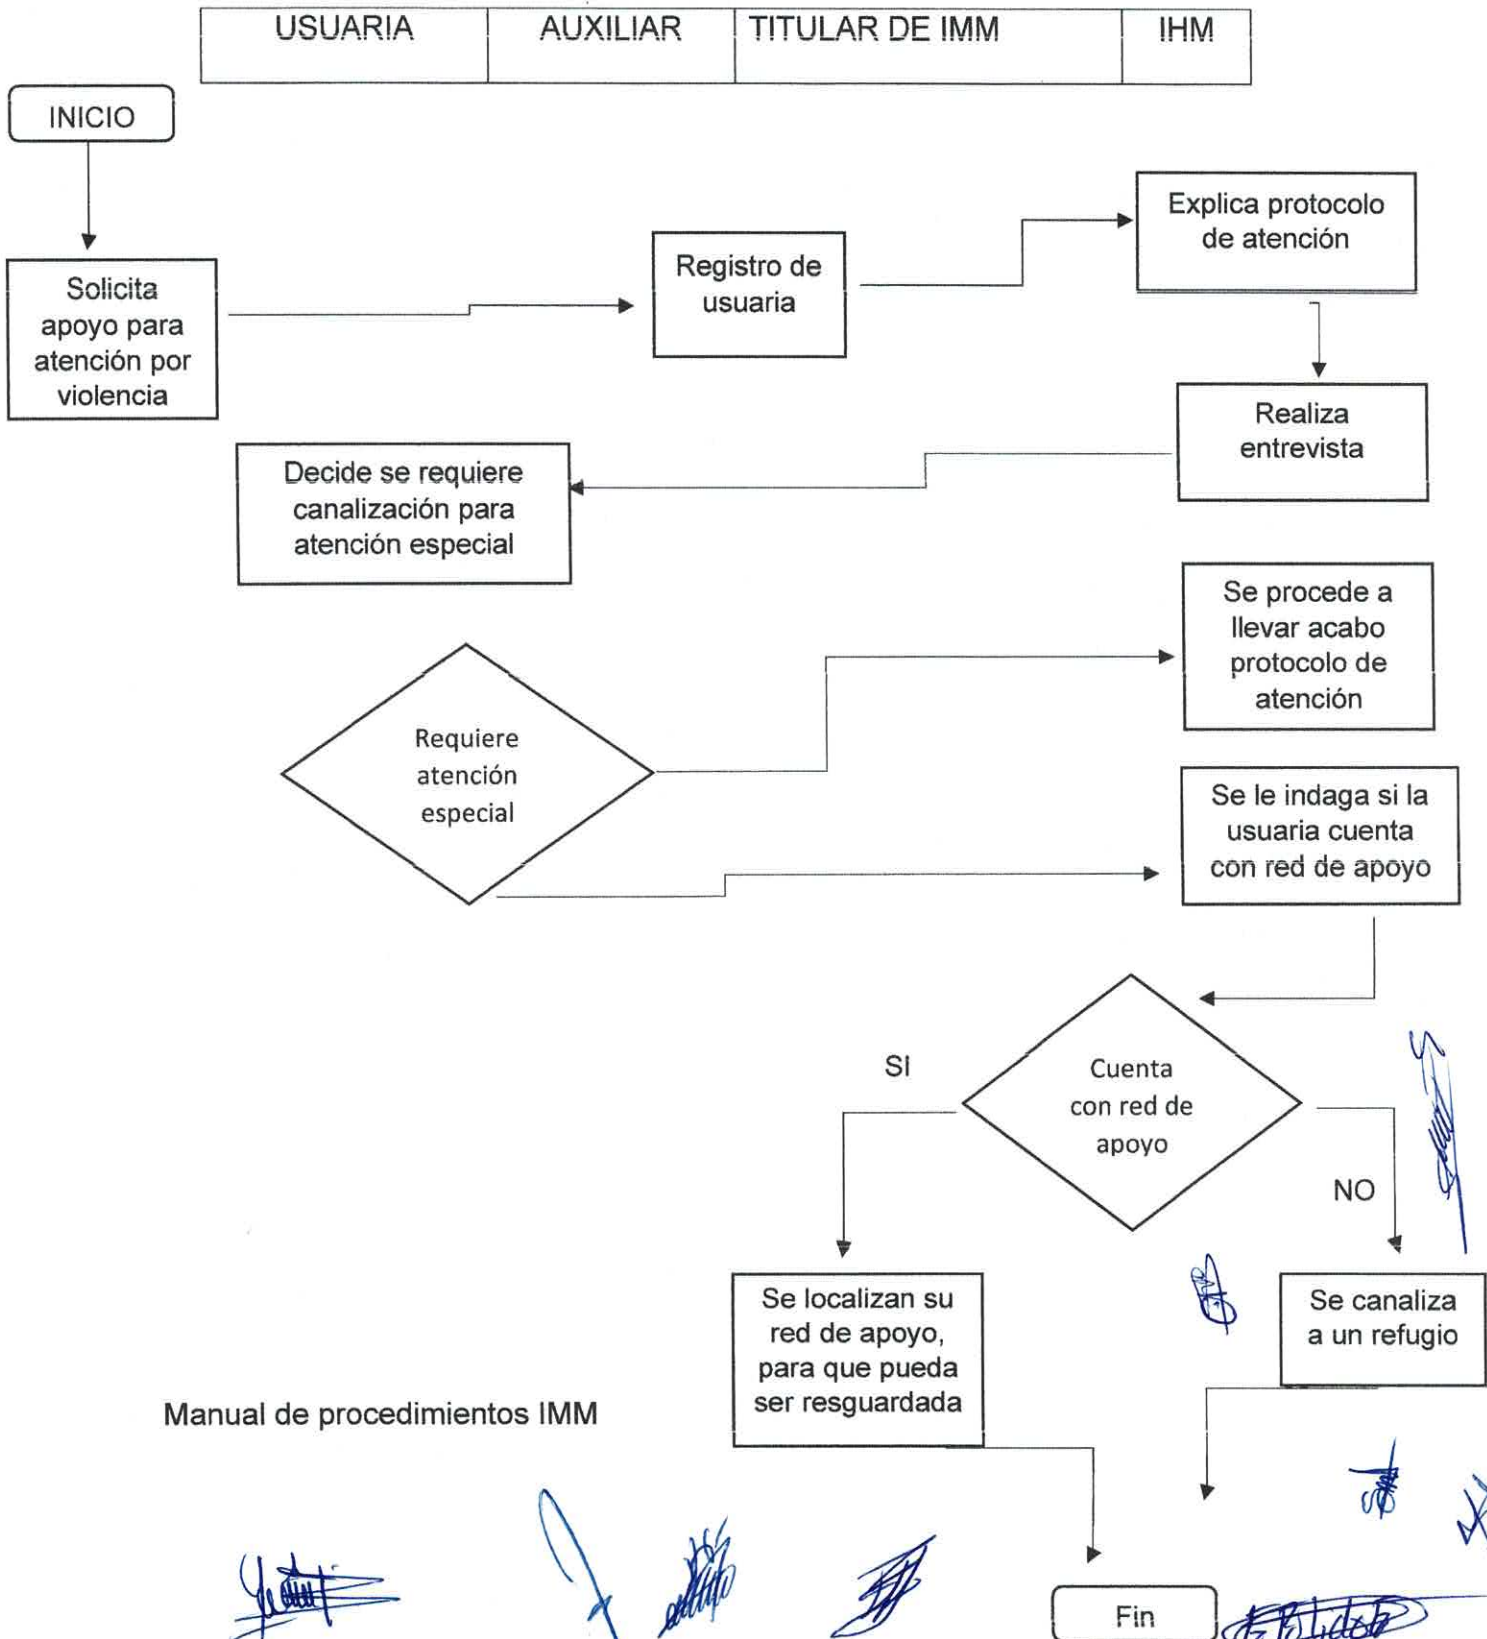 USUARIA
AUXILIAR
TITULAR DE IMM
IHM
INICIO
Solicita
apoyo para
atención por
violencia
Registro de
usuaria
Explica protocolo
de atención
Realiza
entrevista
Decide se requiere
canalización para
atención especial
Requiere
atención
especial
Se procede a
llevar acabo
protocolo de
atención
Se le indaga si la
usuaria cuenta
con red de apoyo
Cuenta
con red de
apoyo
SI
NO
Se localizan su
red de apoyo,
para que pueda
ser resguardada
Se canaliza
a un refugio
Manual de procedimientos IMM
Fin